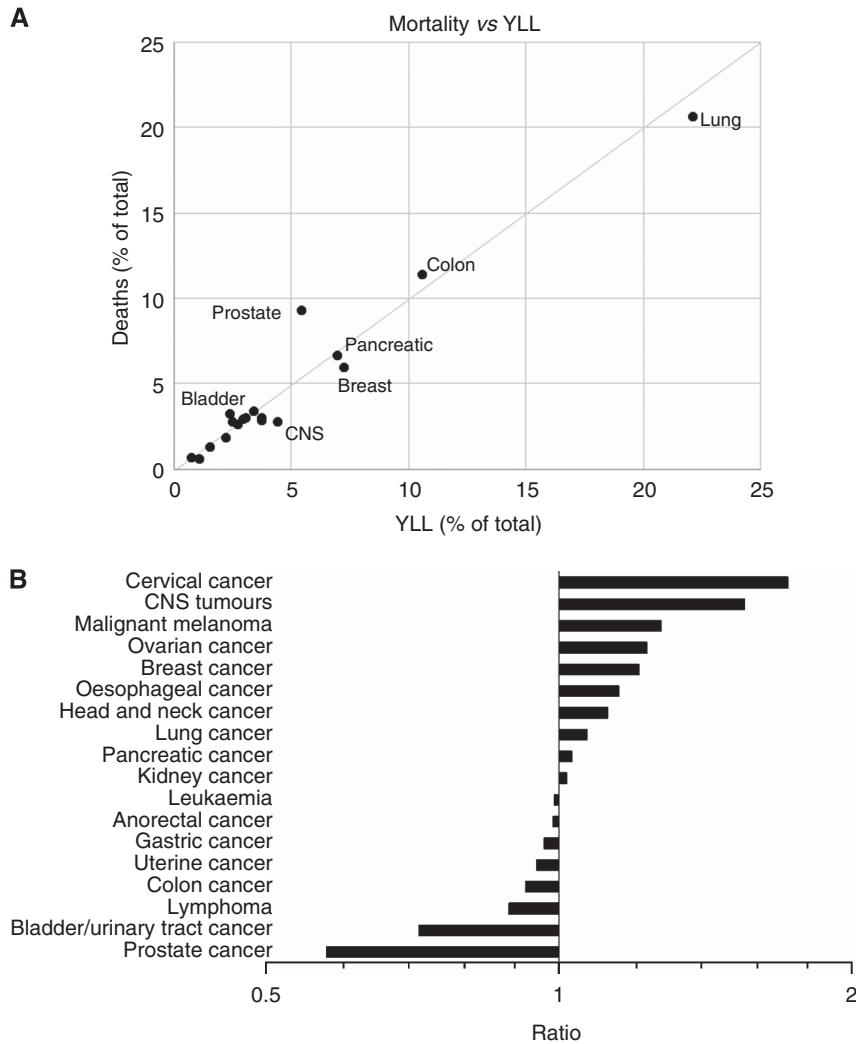 A
Mortality vs YLL
25
20
15
10
5
0
Deaths (% of total)
Lung
Colon
Prostate
Pancreatic
Breast
Bladder
CNS
0 5 10 15 20 25
YLL (% of total)
B
Cervical cancer
CNS tumours
Malignant melanoma
Ovarian cancer
Breast cancer
Oesophageal cancer
Head and neck cancer
Lung cancer
Pancreatic cancer
Kidney cancer
Leukaemia
Anorectal cancer
Gastric cancer
Uterine cancer
Colon cancer
Lymphoma
Bladder/urinary tract cancer
Prostate cancer
0.5 1 2
Ratio